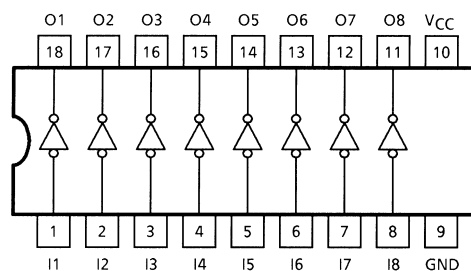 O1 O2 O3 O4 O5 O6 O7 O8 VCC
18 17 16 15 14 13 12 11 10
1 2 3 4 5 6 7 8 9
I1 I2 I3 I4 I5 I6 I7 I8 GND